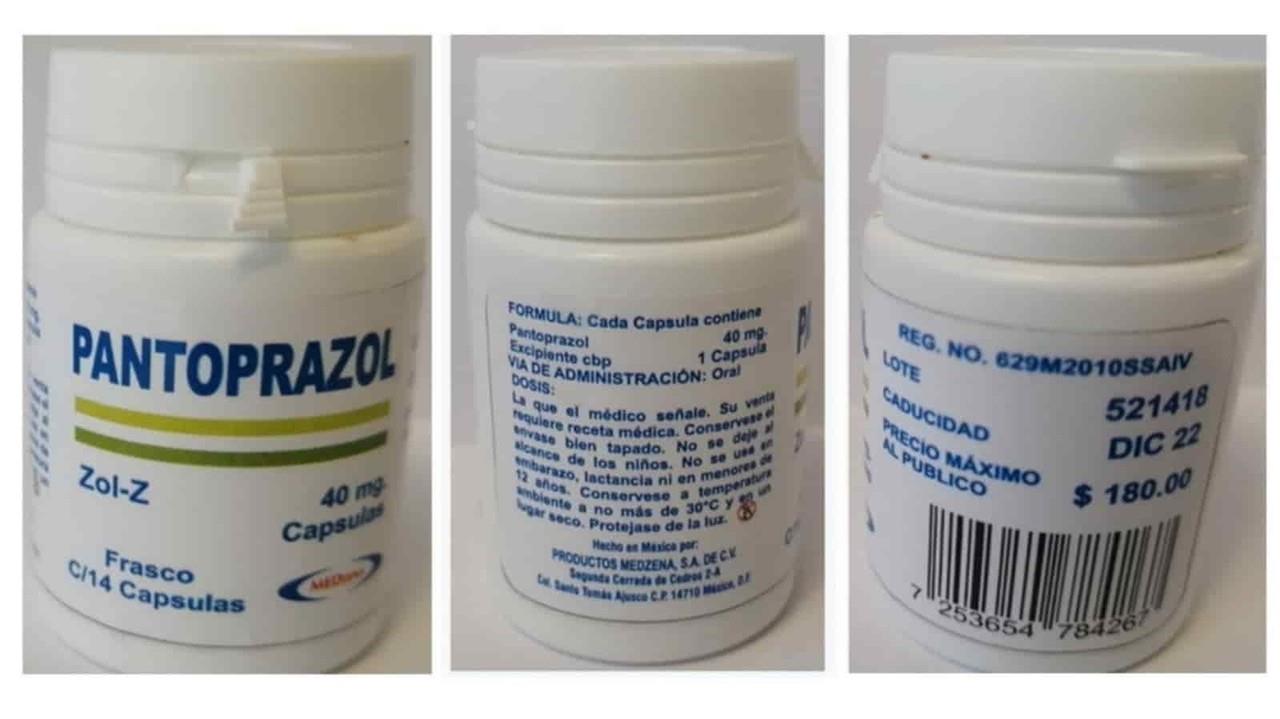 PANTOPRAZOL
Zol-Z
40 mg.
Capsulas
Frasco
C/14 Capsulas
MEDzena
FORMULA: Cada Capsula contiene
Pantoprazol 40 mg.
Excipiente cbp 1 Capsula
VIA DE ADMINISTRACIÓN: Oral
DOSIS:
La que el médico señale. Su venta
requiere receta médica. Conservese el
envase bien tapado. No se deje al
alcance de los niños. No se use en
embarazo, lactancia ni en menores de
12 años. Conservese a temperatura
ambiente a no más de 30°C y en un
lugar seco. Protejase de la luz.
Hecho en México por:
PRODUCTOS MEDZENA, S.A. DE C.V.
Segunda Cerrada de Cedros 2-A
Col. Santo Tomás Ajusco C.P. 14710 México, D.F.
REG. NO. 629M2010SSAIV
LOTE 521418
CADUCIDAD DIC 22
PRECIO MÁXIMO
AL PUBLICO $ 180.00
7 253654 784267